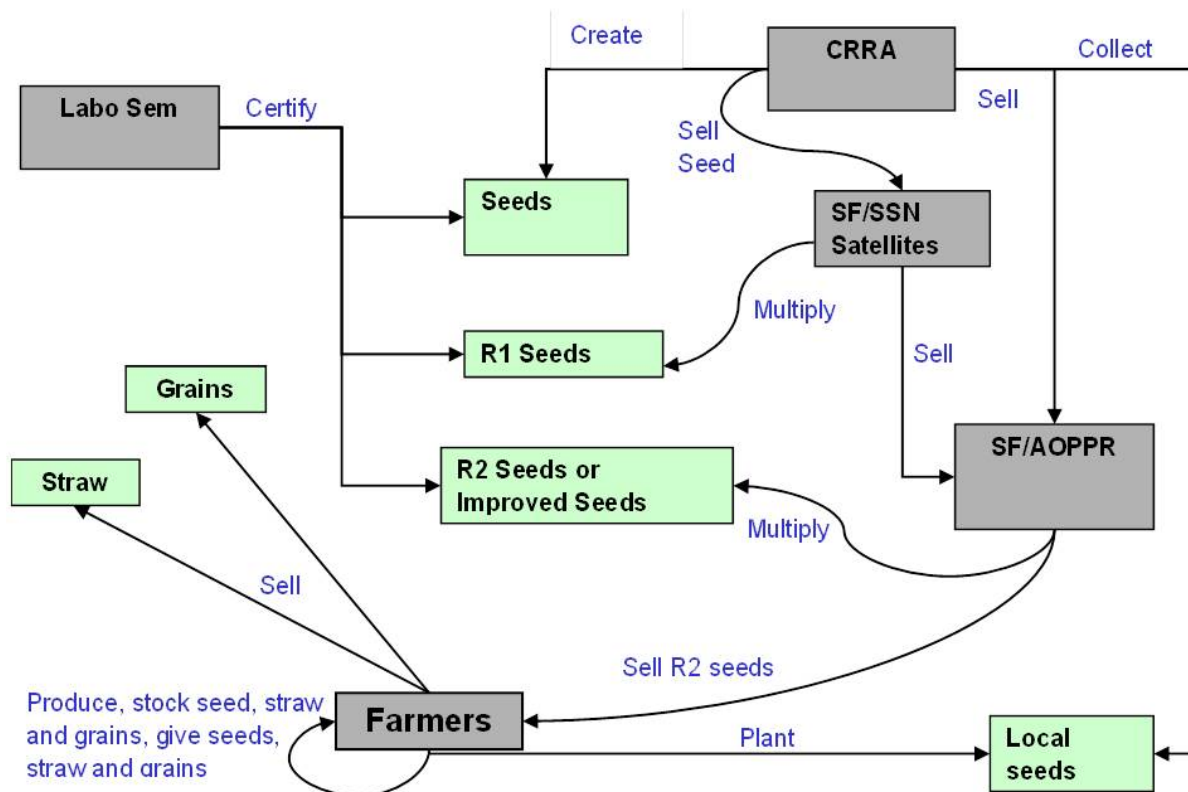 Create
CRRA
Collect
Labo Sem
Certify
Sell
Sell
Seed
Seeds
SF/SSN
Satellites
Multiply
R1 Seeds
Sell
Grains
SF/AOPPR
Straw
R2 Seeds or
Improved Seeds
Multiply
Sell
Sell R2 seeds
Produce, stock seed, straw
and grains, give seeds,
straw and grains
Farmers
Plant
Local
seeds